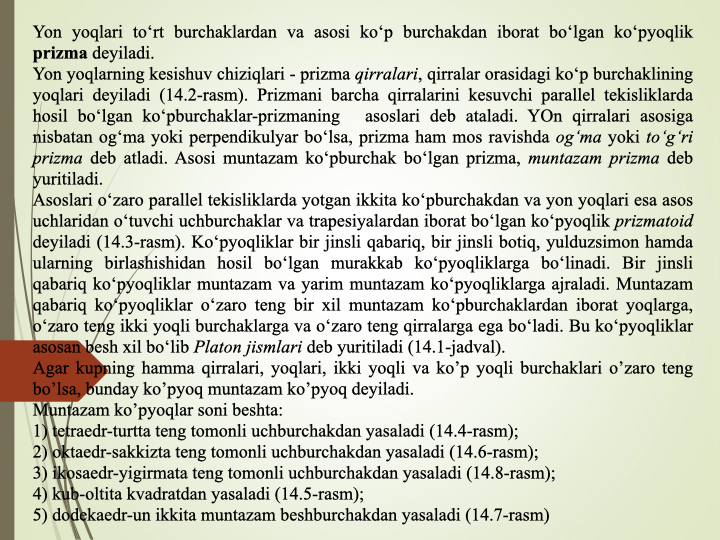 Yon yoqlari to‘rt burchaklardan va asosi ko‘p burchakdan iborat bo‘lgan ko‘pyoqlik
prizma deyiladi.
Yon yoqlarning kesishuv chiziqlari - prizma qirralari, qirralar orasidagi ko‘p burchaklining
yoqlari deyiladi (14.2-rasm). Prizmani barcha qirralarini kesuvchi parallel tekisliklarda
hosil bo‘lgan ko‘pburchaklar-prizmaning asoslari deb ataladi. YOn qirralari asosiga
nisbatan og‘ma yoki perpendikulyar bo‘lsa, prizma ham mos ravishda og‘ma yoki to‘g‘ri
prizma deb atladi. Asosi muntazam ko‘pburchak bo‘lgan prizma, muntazam prizma deb
yuritiladi.
Asoslari o‘zaro parallel tekisliklarda yotgan ikkita ko‘pburchakdan va yon yoqlari esa asos
uchlaridan o‘tuvchi uchburchaklar va trapesiyalardan iborat bo‘lgan ko‘pyoqlik prizmatoid
deyiladi (14.3-rasm). Ko‘pyoqliklar bir jinsli qabariq, bir jinsli botiq, yulduzsimon hamda
ularning birlashishidan hosil bo‘lgan murakkab ko‘pyoqliklarga bo‘linadi. Bir jinsli
qabariq ko‘pyoqliklar muntazam va yarim muntazam ko‘pyoqliklarga ajraladi. Muntazam
qabariq ko‘pyoqliklar o‘zaro teng bir xil muntazam ko‘pburchaklardan iborat yoqlarga,
o‘zaro teng ikki yoqli burchaklarga va o‘zaro teng qirralarga ega bo‘ladi. Bu ko‘pyoqliklar
asosan besh xil bo‘lib Platon jismlari deb yuritiladi (14.1-jadval).
Agar kupning hamma qirralari, yoqlari, ikki yoqli va ko’p yoqli burchaklari o’zaro teng
bo’lsa, bunday ko’pyoq muntazam ko’pyoq deyiladi.
Muntazam ko’pyoqlar soni beshta:
1) tetraedr-turtta teng tomonli uchburchakdan yasaladi (14.4-rasm);
2) oktaedr-sakkizta teng tomonli uchburchakdan yasaladi (14.6-rasm);
3) ikosaedr-yigirmata teng tomonli uchburchakdan yasaladi (14.8-rasm);
4) kub-oltita kvadratdan yasaladi (14.5-rasm);
5) dodekaedr-un ikkita muntazam beshburchakdan yasaladi (14.7-rasm)